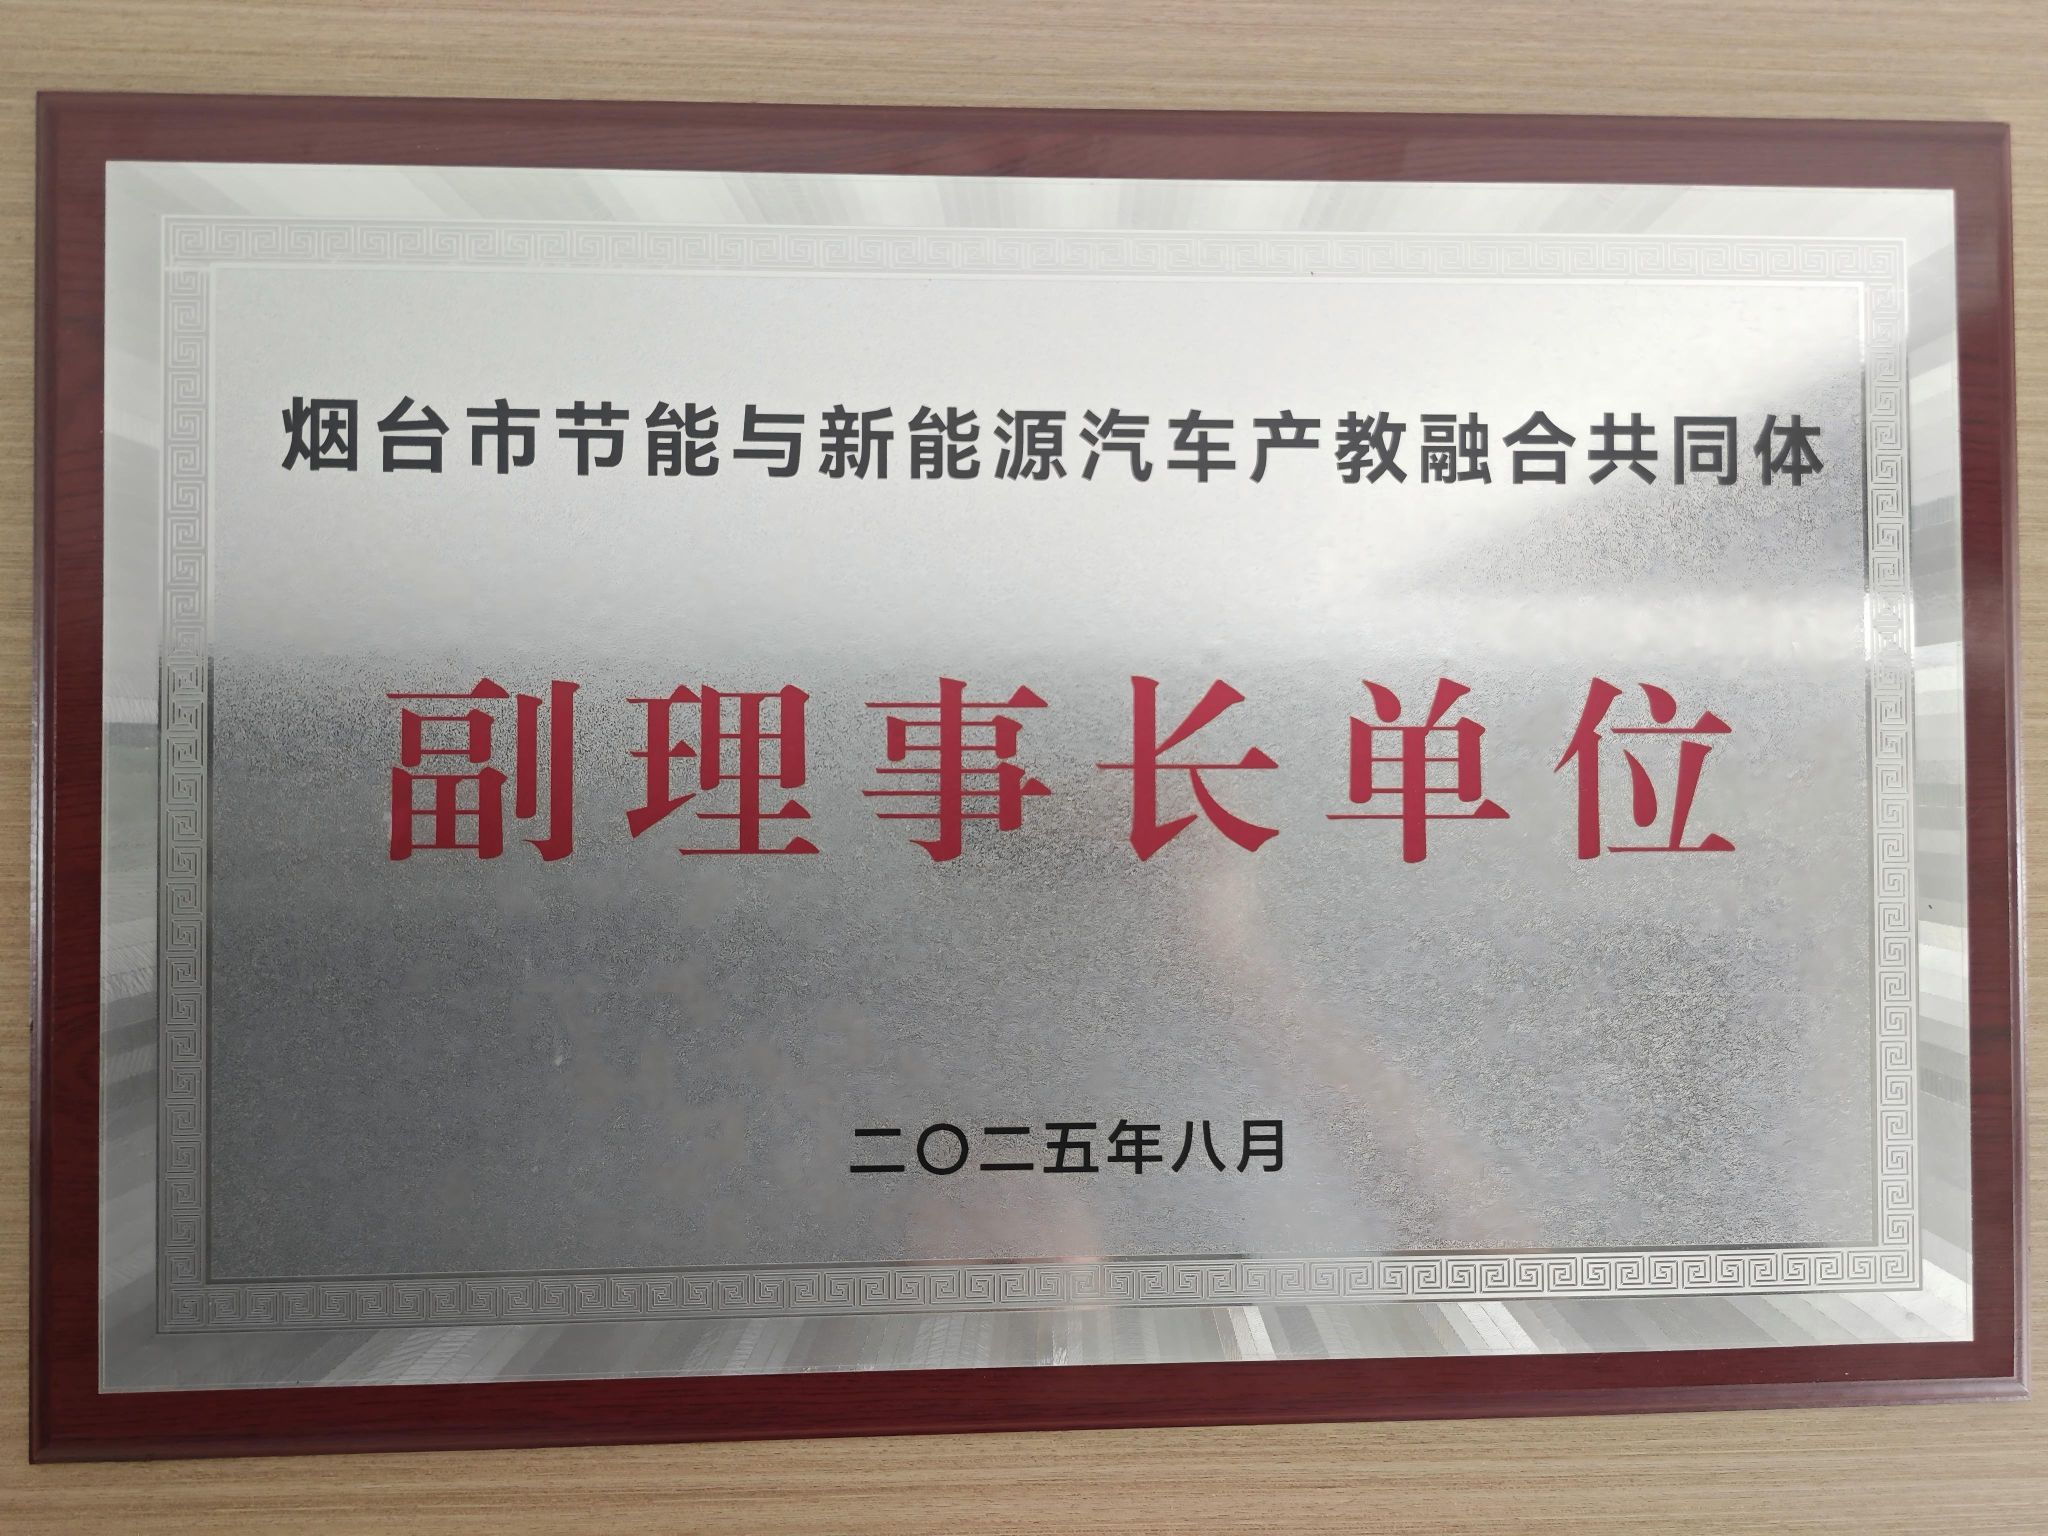 烟台市节能与新能源汽车产教融合共同体
副理事长单位
二〇二五年八月